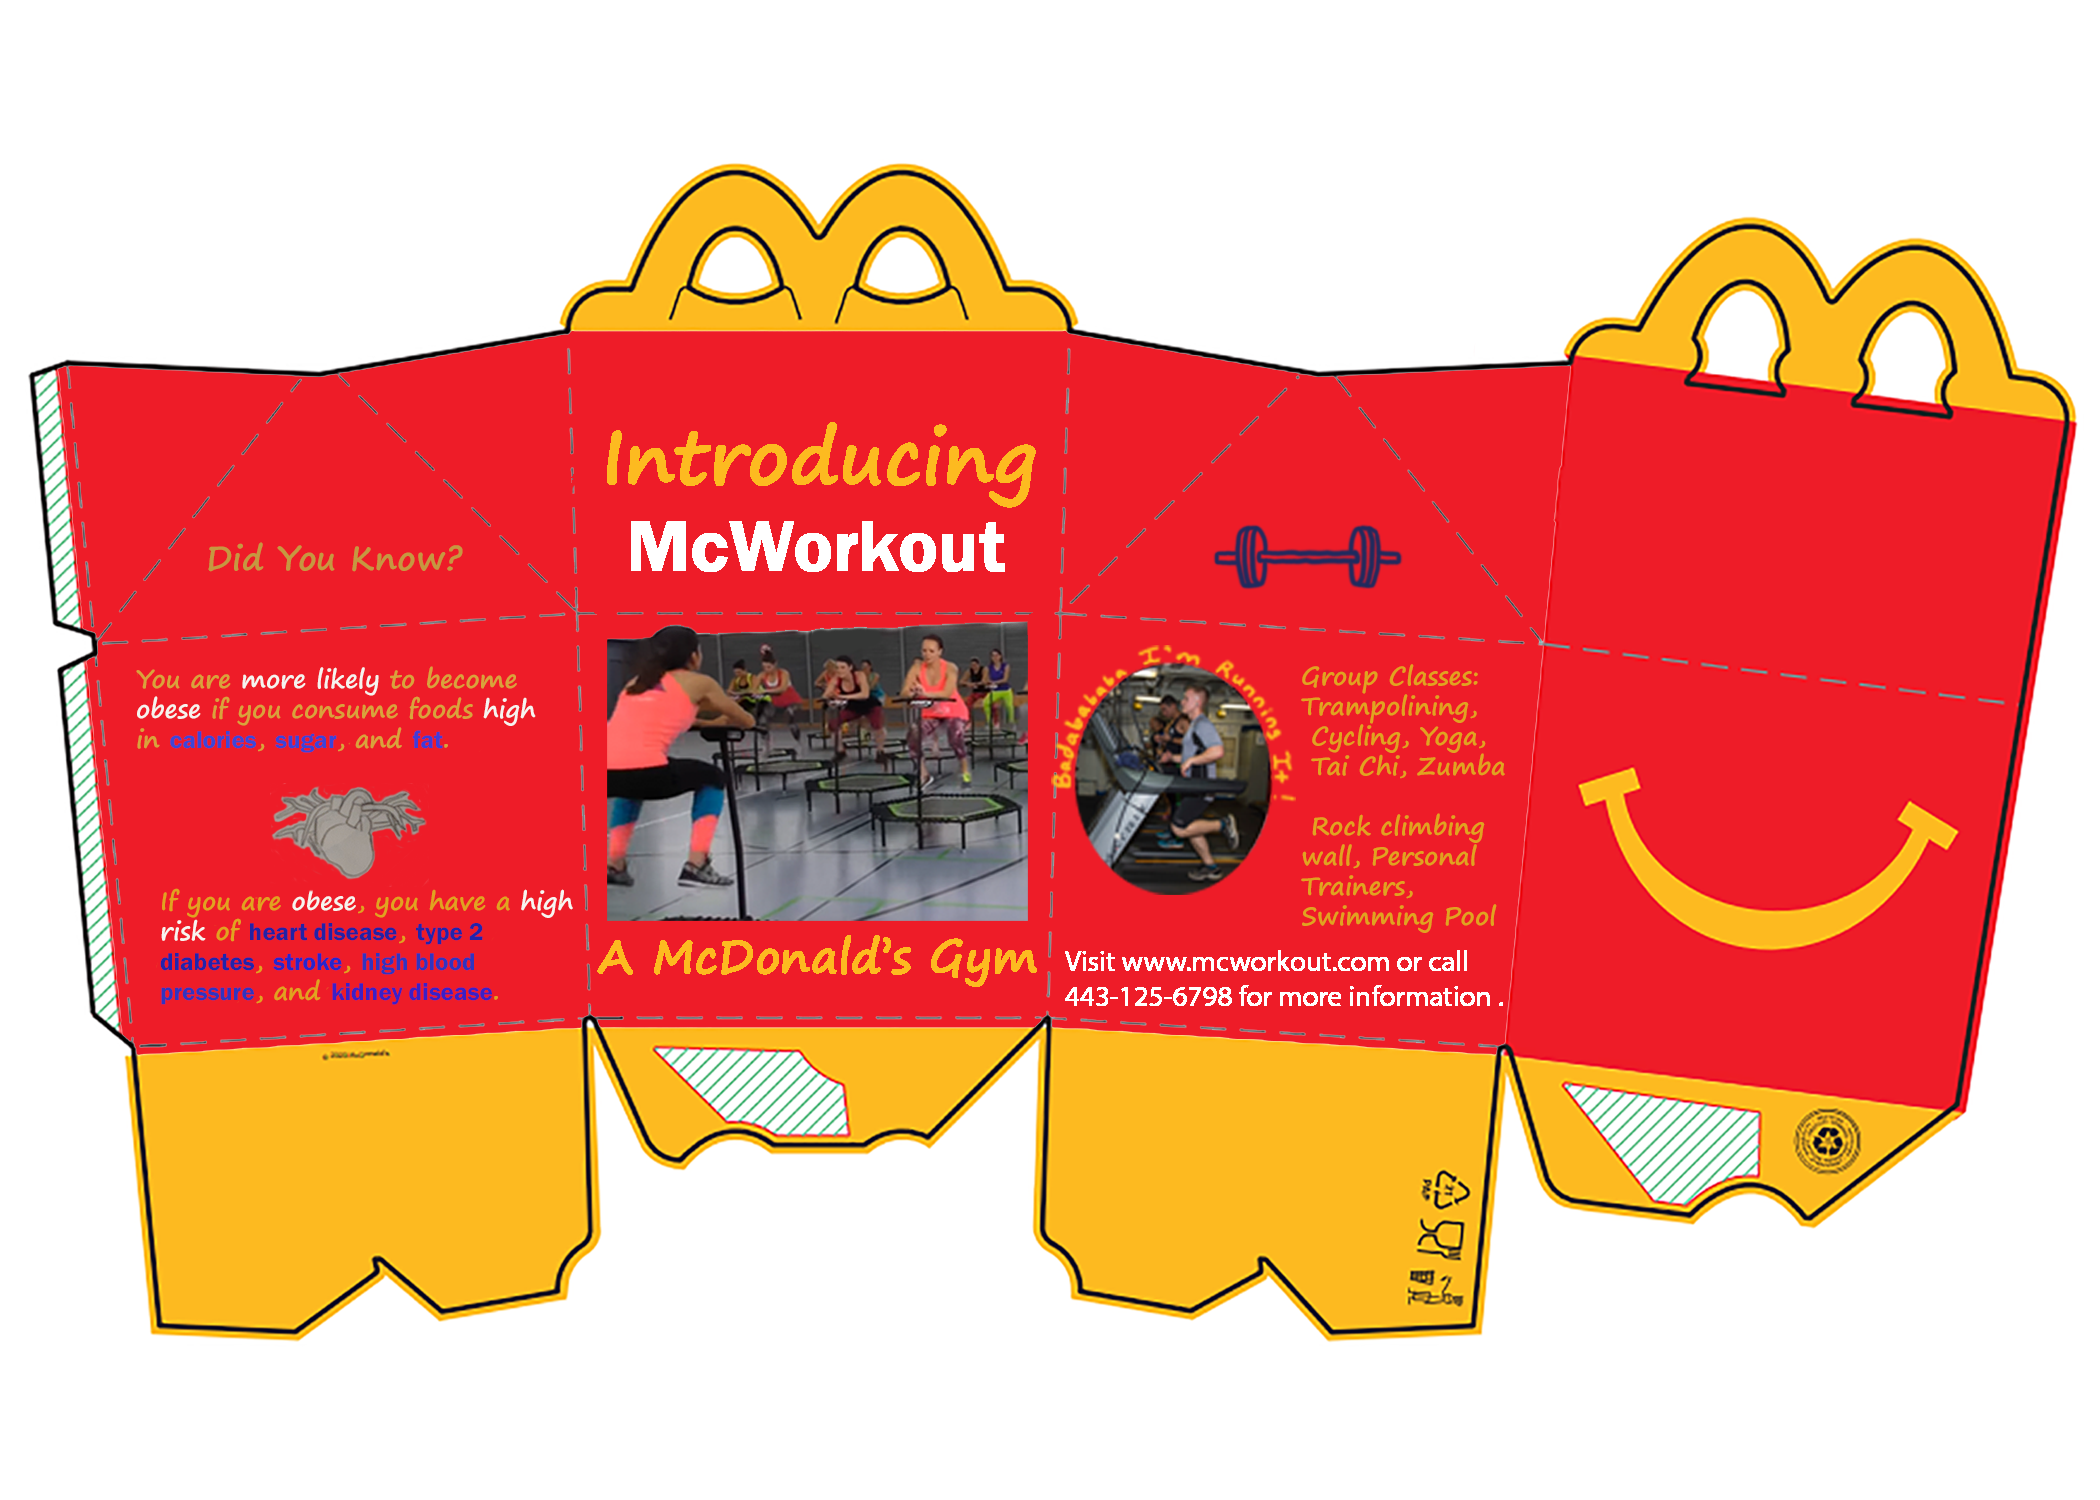 Did You Know?
You are more likely to become
obese if you consume foods high
in calories, sugar, and fat.
If you are obese, you have a high
risk of heart disease, type 2
diabetes, stroke, high blood
pressure, and kidney disease.
Introducing
McWorkout
A McDonald's Gym
Badabababa I'm Running It!
Group Classes:
Trampolining,
Cycling, Yoga,
Tai Chi, Zumba
Rock climbing
wall, Personal
Trainers,
Swimming Pool
Visit www.mcworkout.com or call
443-125-6798 for more information .
21
PAP